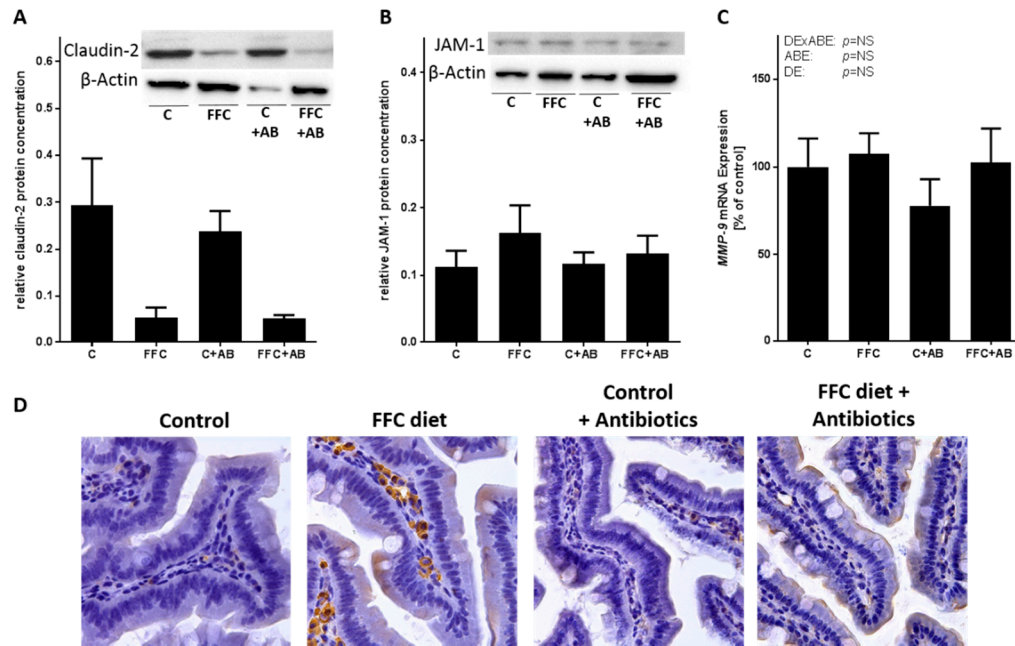 A
Claudin-2
β-Actin
C FFC C FFC
+AB +AB
relative claudin-2 protein concentration
0.6
0.5
0.4
0.3
0.2
0.1
0.0
C FFC C+AB FFC+AB
B
JAM-1
β-Actin
C FFC C FFC
+AB +AB
relative JAM-1 protein concentration
0.4
0.3
0.2
0.1
0.0
C FFC C+AB FFC+AB
C
DExABE: p=NS
ABE: p=NS
DE: p=NS
MMP-9 mRNA Expression
[% of control]
150
100
50
0
C FFC C+AB FFC+AB
D
Control
FFC diet
Control
+ Antibiotics
FFC diet +
Antibiotics